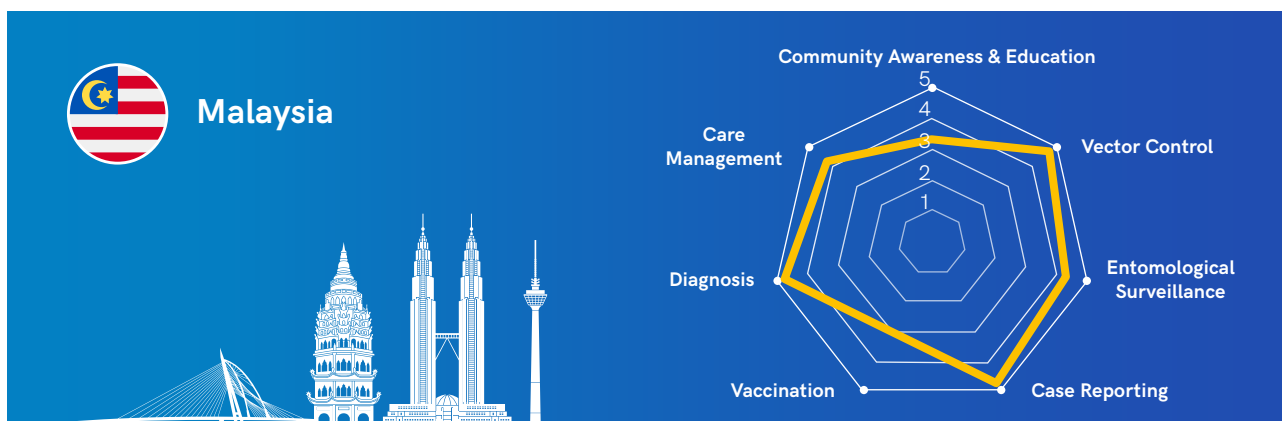 Malaysia
Community Awareness & Education
5
4
3
2
1
Care
Management
Vector Control
Diagnosis
Entomological
Surveillance
Vaccination
Case Reporting